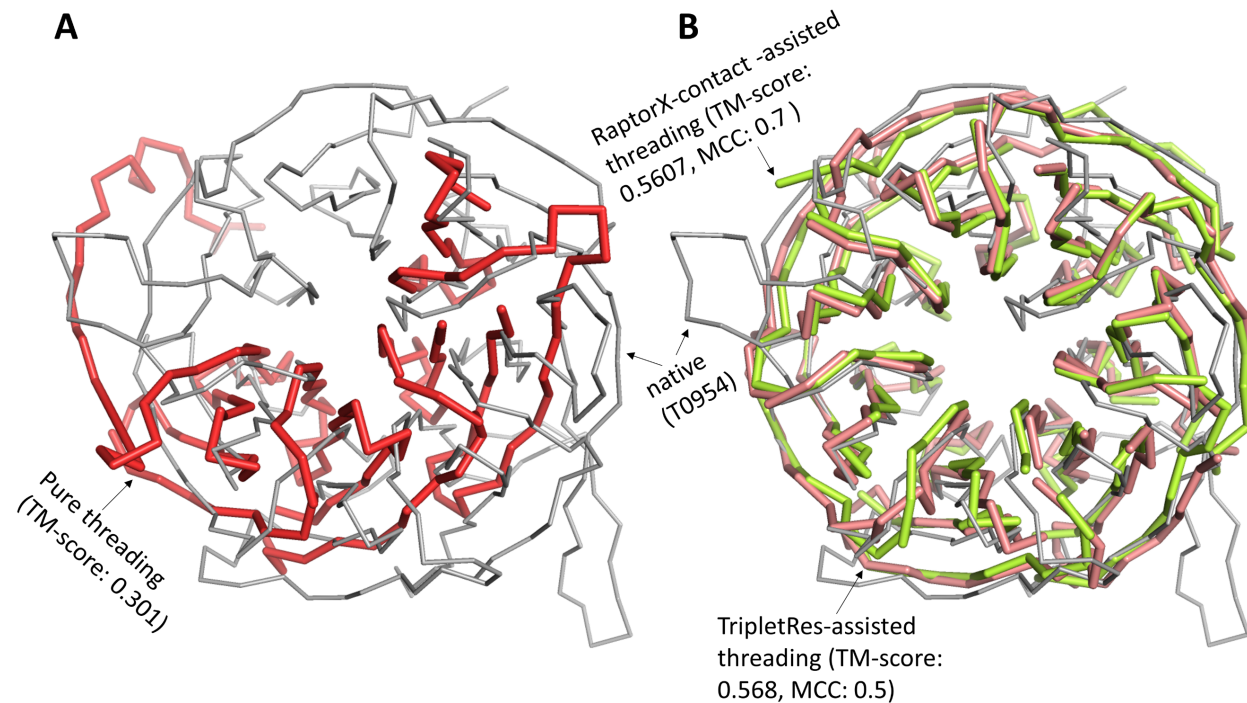 A
B
RaptorX-contact -assisted
threading (TM-score:
0.5607, MCC: 0.7 )
native
(T0954)
Pure threading
(TM-score: 0.301)
TripletRes-assisted
threading (TM-score:
0.568, MCC: 0.5)